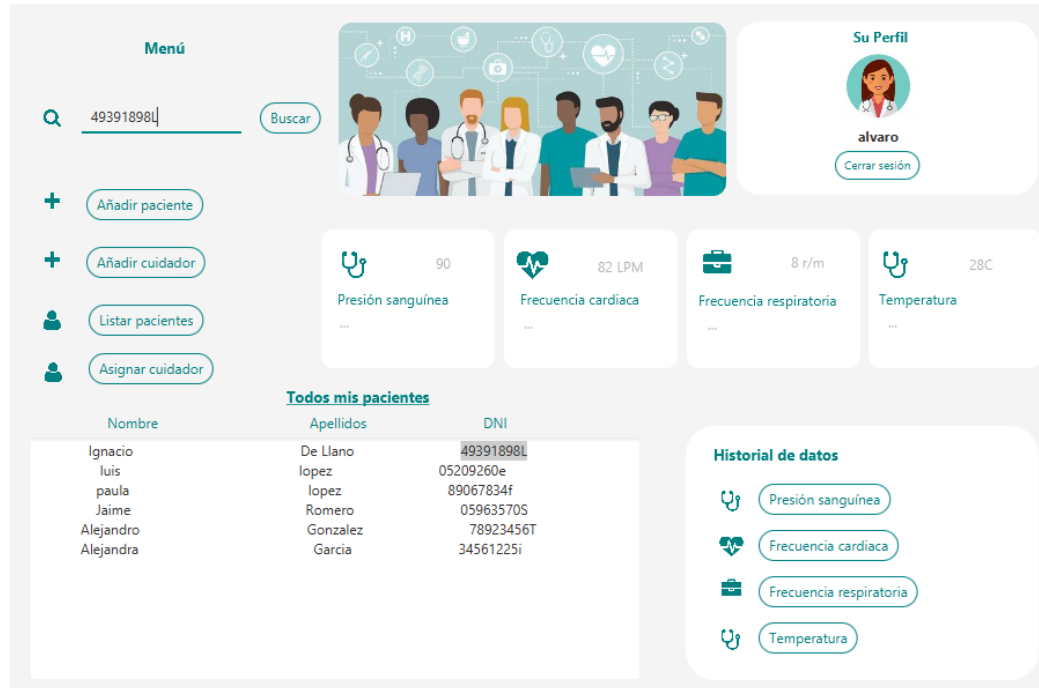 Menú
49391898L
Buscar
Añadir paciente
Añadir cuidador
Listar pacientes
Asignar cuidador
Su Perfil
alvaro
Cerrar sesión
90
Presión sanguínea
...
82 LPM
Frecuencia cardiaca
...
8 r/m
Frecuencia respiratoria
...
28C
Temperatura
...
Todos mis pacientes
Nombre Apellidos DNI
Ignacio De Llano 49391898L
luis lopez 05209260e
paula lopez 89067834f
Jaime Romero 05963570S
Alejandro Gonzalez 78923456T
Alejandra Garcia 34561225i
Historial de datos
Presión sanguínea
Frecuencia cardiaca
Frecuencia respiratoria
Temperatura